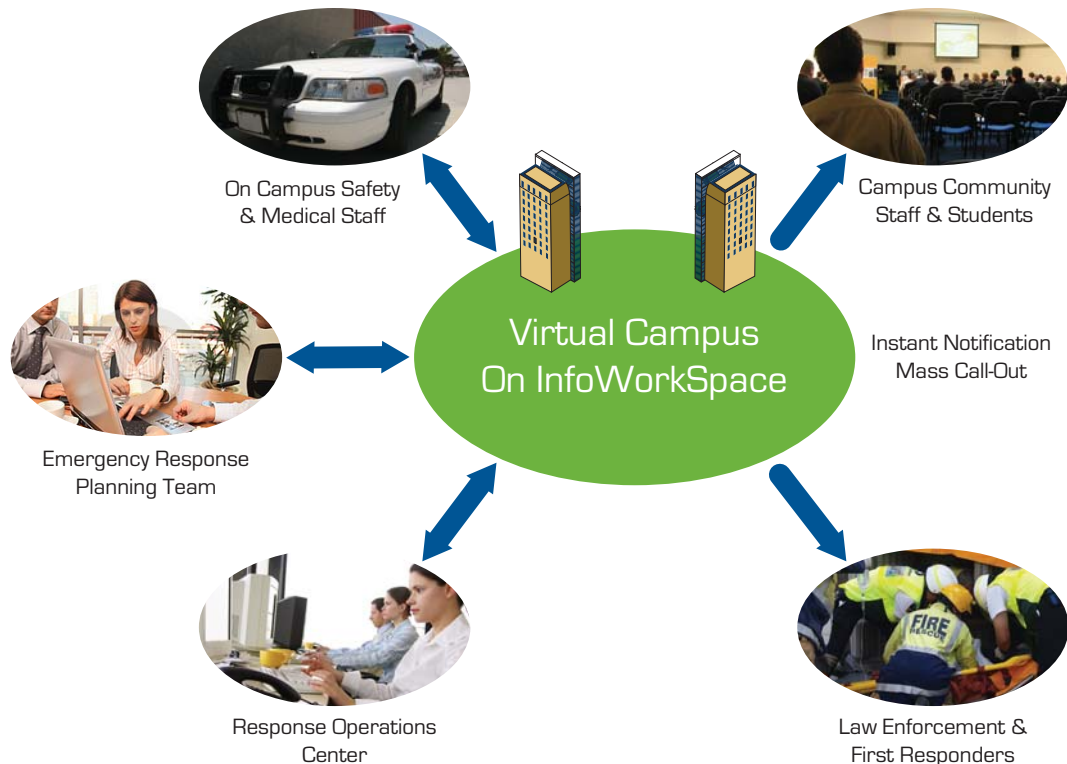 On Campus Safety
& Medical Staff
Campus Community
Staff & Students
Virtual Campus
On InfoWorkSpace
Instant Notification
Mass Call-Out
Emergency Response
Planning Team
FIRE
RESCUE
Response Operations
Center
Law Enforcement &
First Responders